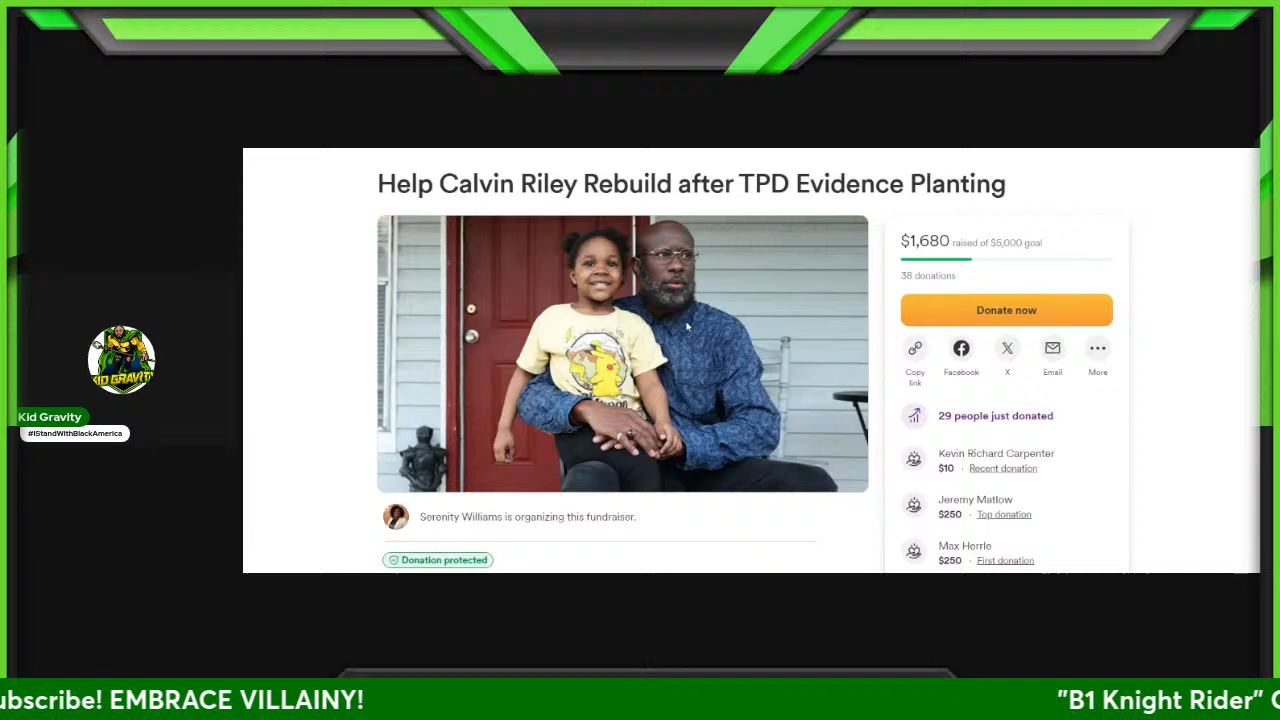 Help Calvin Riley Rebuild after TPD Evidence Planting
$1,680 raised of $5,000 goal
38 donations
Donate now
Copy link
Facebook
X
Email
More
29 people just donated
Kevin Richard Carpenter
$10 · Recent donation
Jeremy Matlow
$250 · Top donation
Max Herrle
$250 · First donation
Serenity Williams is organizing this fundraiser.
Donation protected
KID GRAVITY
Kid Gravity
#IStandWithBlackAmerica
ubscribe! EMBRACE VILLAINY!
"B1 Knight Rider"